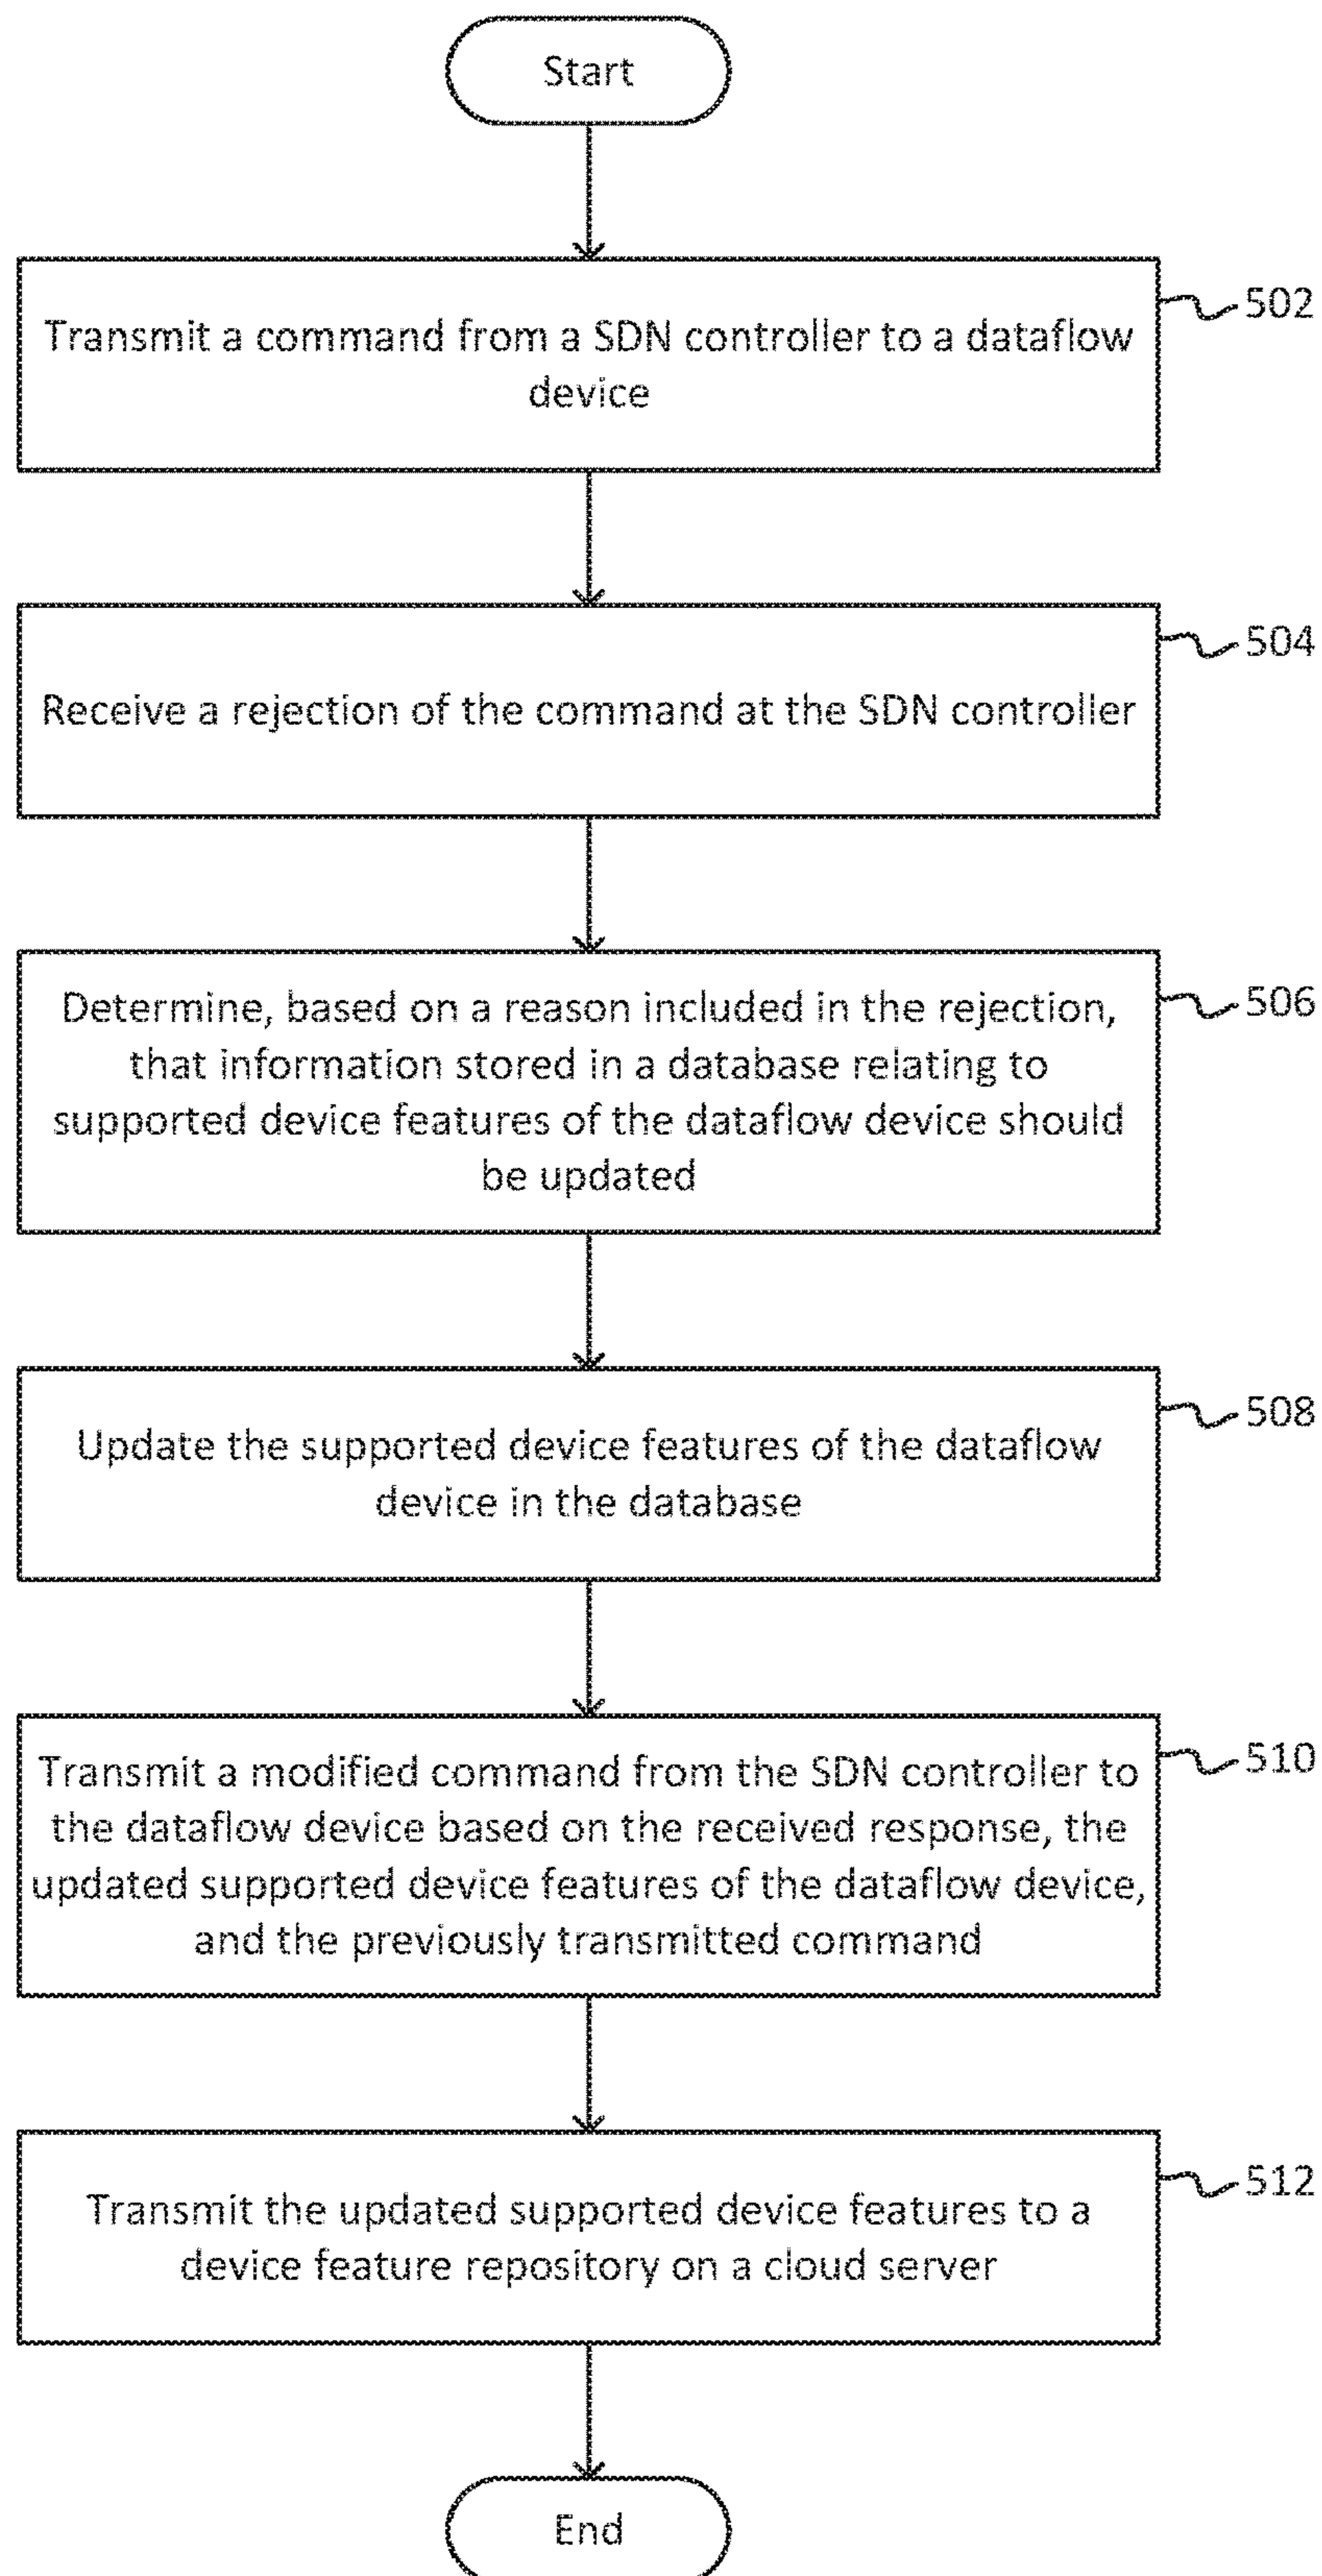 Start
502
Transmit a command from a SDN controller to a dataflow
device
504
Receive a rejection of the command at the SDN controller
506
Determine, based on a reason included in the rejection,
that information stored in a database relating to
supported device features of the dataflow device should
be updated
508
Update the supported device features of the dataflow
device in the database
510
Transmit a modified command from the SDN controller to
the dataflow device based on the received response, the
updated supported device features of the dataflow device,
and the previously transmitted command
512
Transmit the updated supported device features to a
device feature repository on a cloud server
End